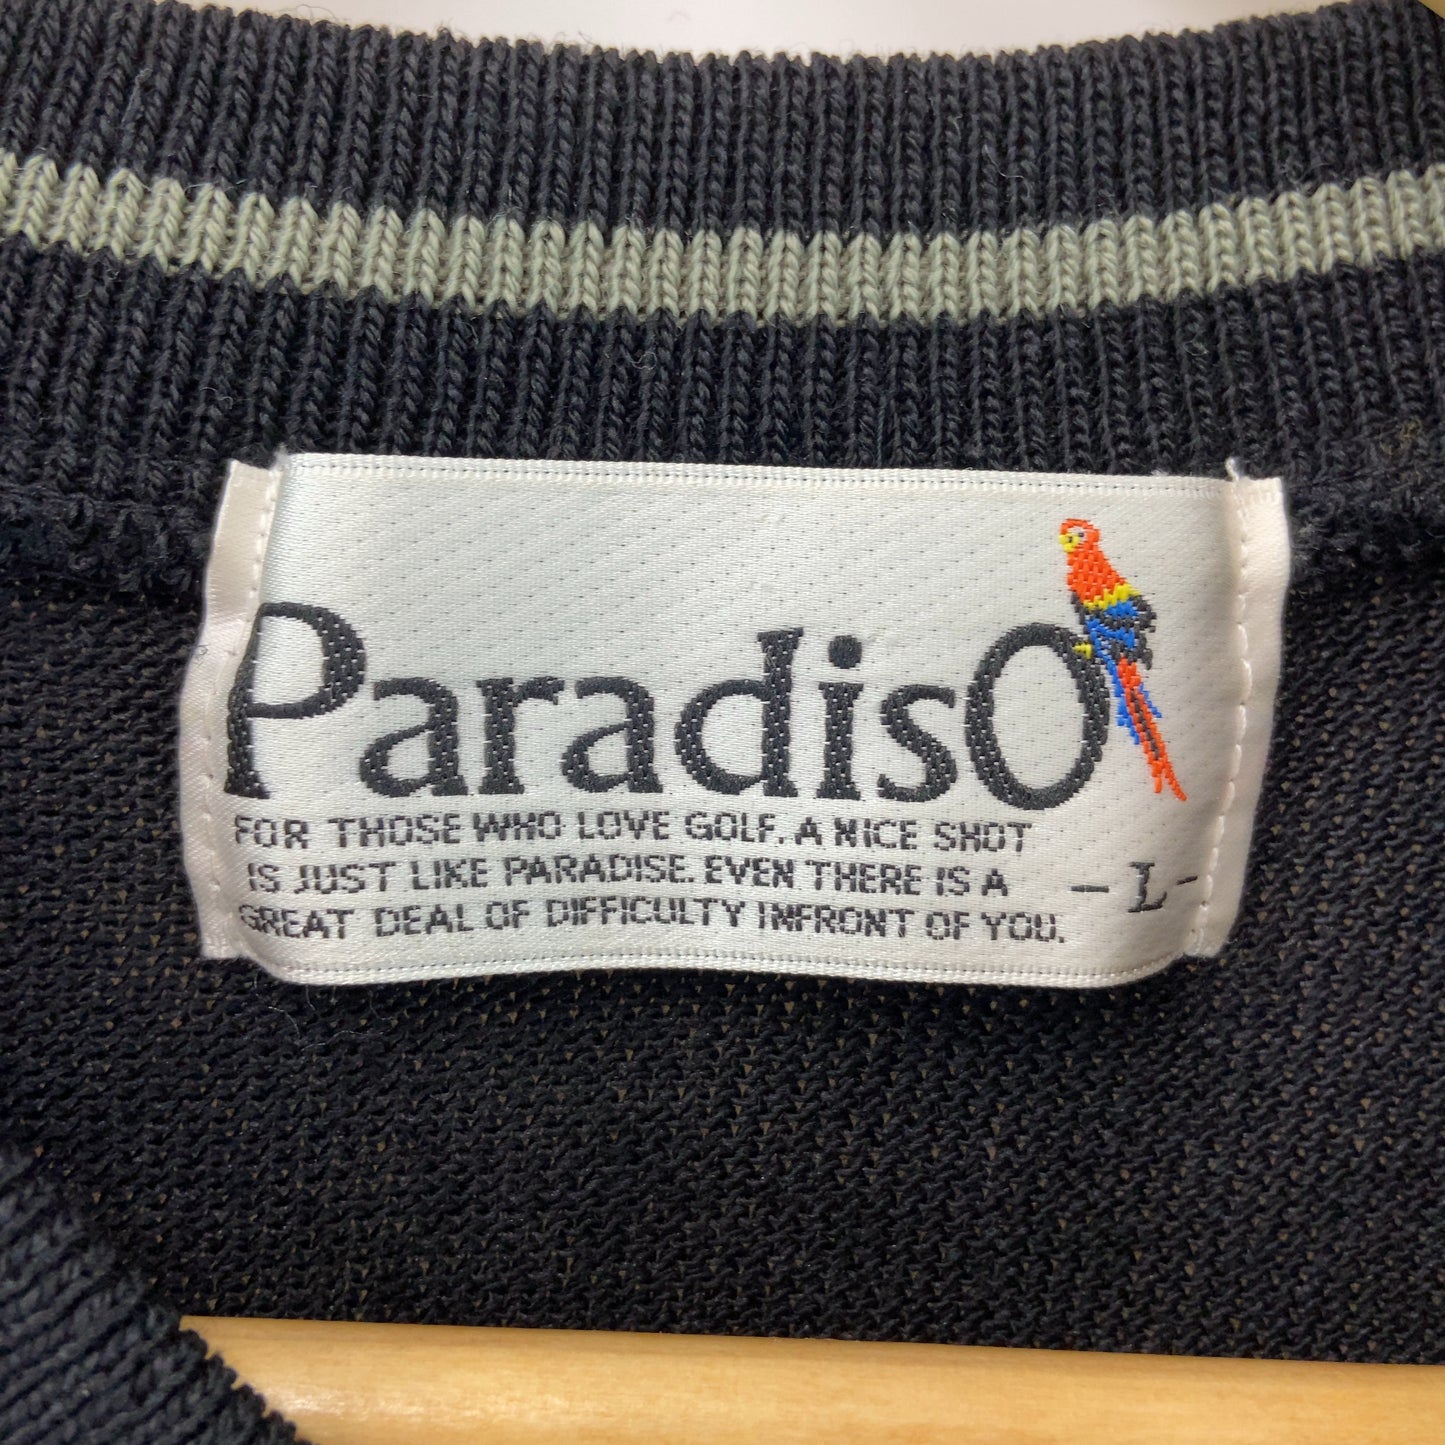 ParadisO
FOR THOSE WHO LOVE GOLF. A NICE SHOT
IS JUST LIKE PARADISE. EVEN THERE IS A
GREAT DEAL OF DIFFICULTY INFRONT OF YOU.
- L -